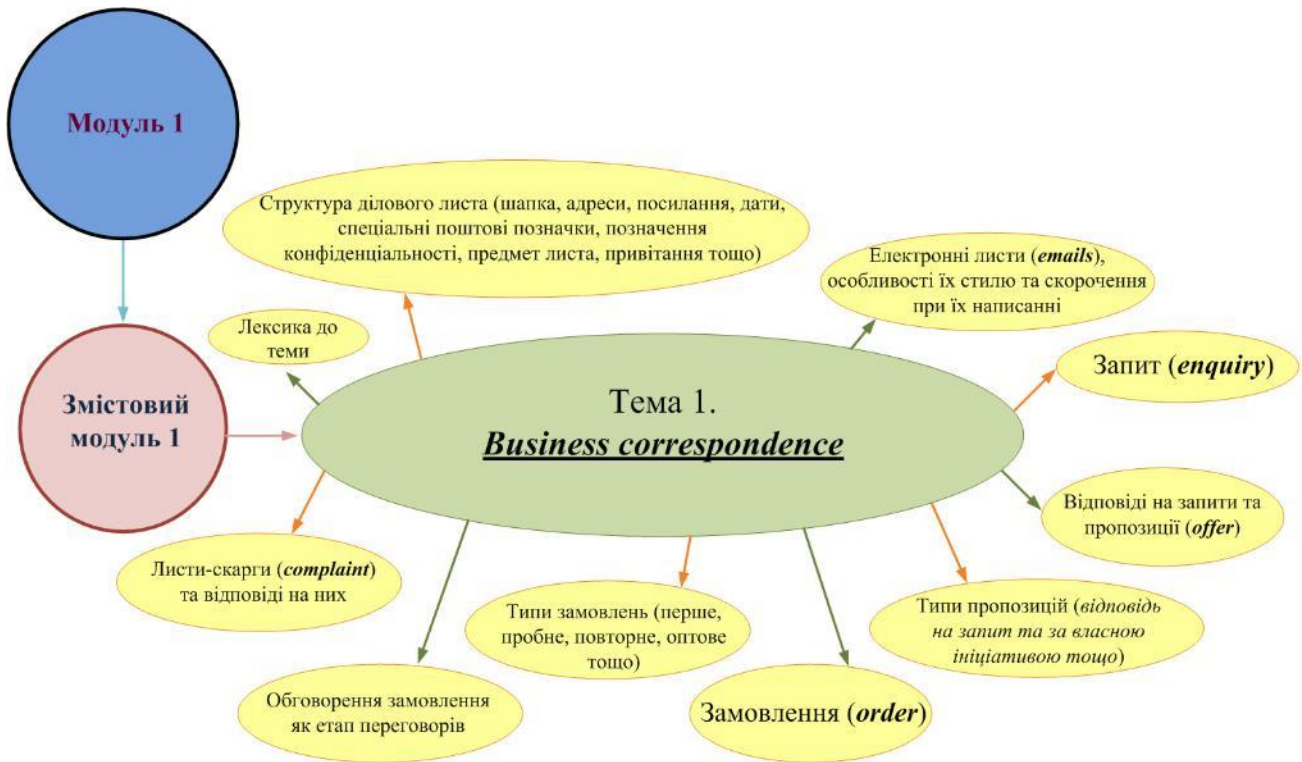 Модуль 1
Структура ділового листа (шапка, адреси, посилання, дати,
спеціальні поштові позначки, позначення
конфіденціальності, предмет листа, привітання тощо)
Електронні листи (emails),
особливості їх стилю та скорочення
при їх написанні
Лексика до
теми
Запит (enquiry)
Змістовий
модуль 1
Тема 1.
Business correspondence
Відповіді на запити та
пропозиції (offer)
Листи-скарги (complaint)
та відповіді на них
Типи замовлень (перше,
пробне, повторне, оптове
тощо)
Типи пропозицій (відповідь
на запит та за власною
ініціативою тощо)
Обговорення замовлення
як етап переговорів
Замовлення (order)